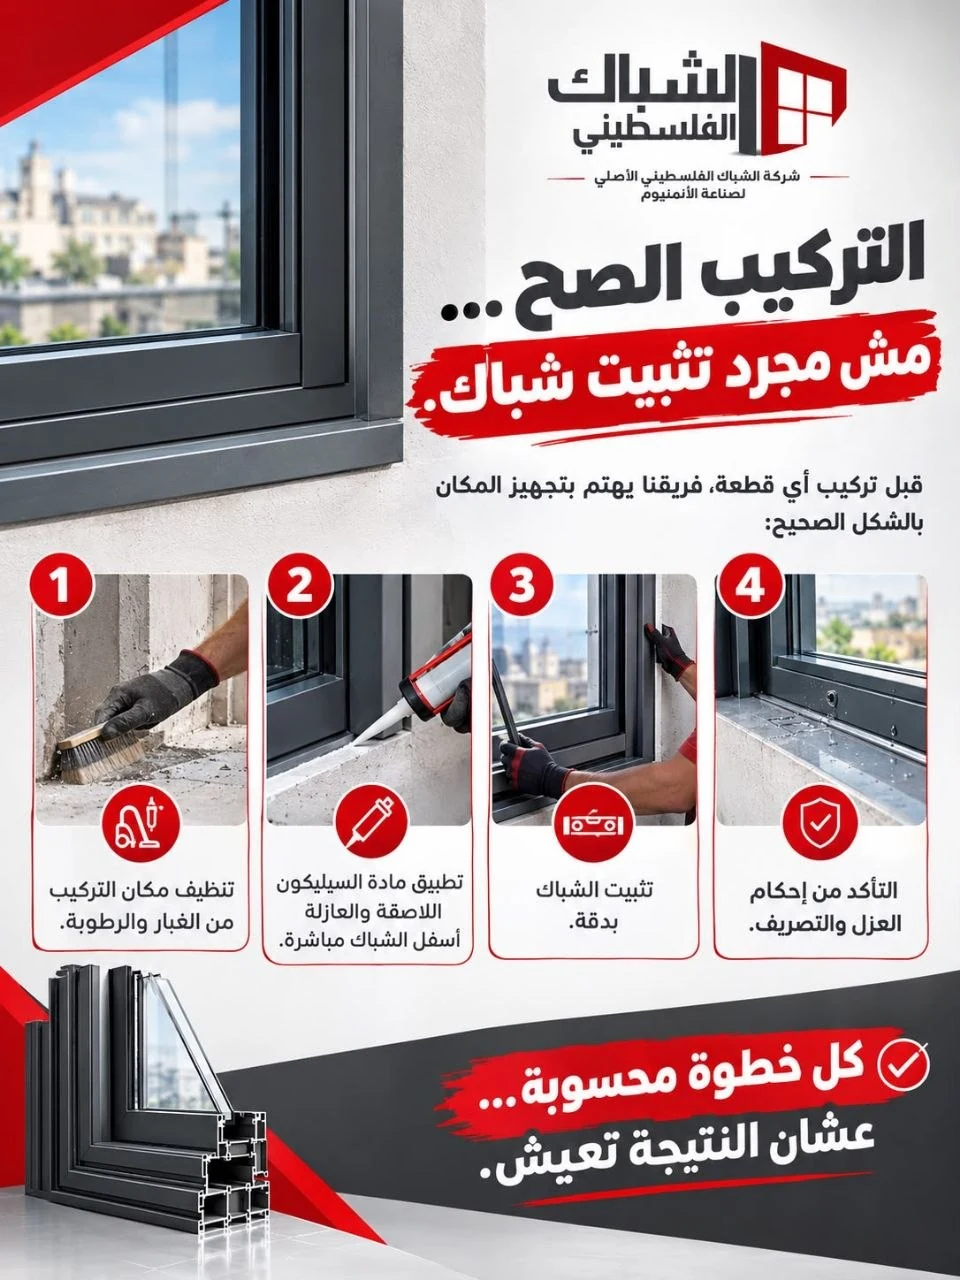 الشباك
الفلسطيني
شركة الشباك الفلسطيني الأصلي
لصناعة الأنمنيوم
التركيب الصح...
مش مجرد تثبيت شباك.
قبل تركيب أي قطعة، فريقنا يهتم بتجهيز المكان
بالشكل الصحيح:
1
تنظيف مكان التركيب
من الغبار والرطوبة.
2
تطبيق مادة السيليكون
اللاصقة والعازلة
أسفل الشباك مباشرة.
3
تثبيت الشباك
بدقة.
4
التأكد من إحكام
العزل والتصريف.
كل خطوة محسوبة...
عشان النتيجة تعيش.